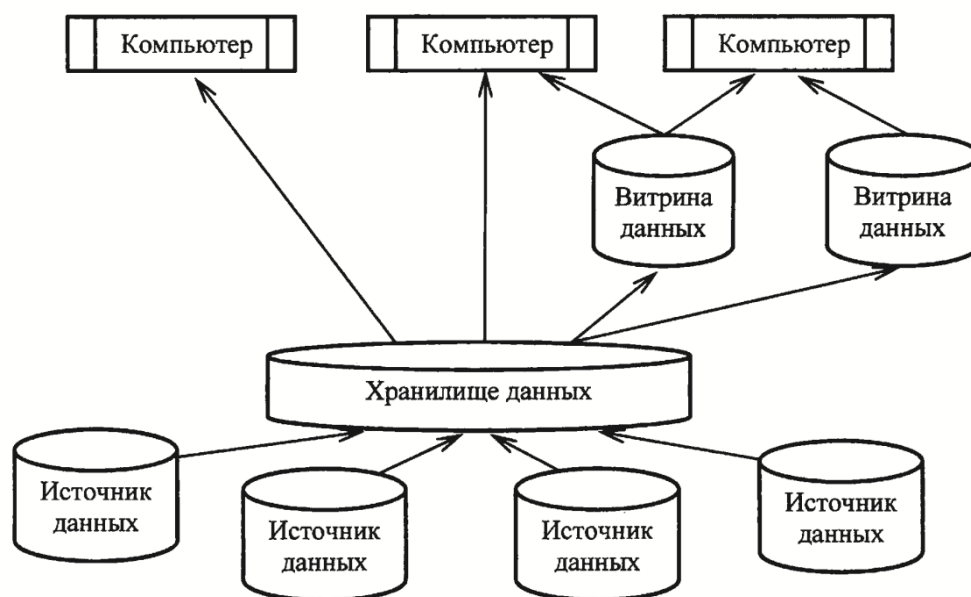 Компьютер
Компьютер
Компьютер
Витрина
данных
Витрина
данных
Хранилище данных
Источник
данных
Источник
данных
Источник
данных
Источник
данных